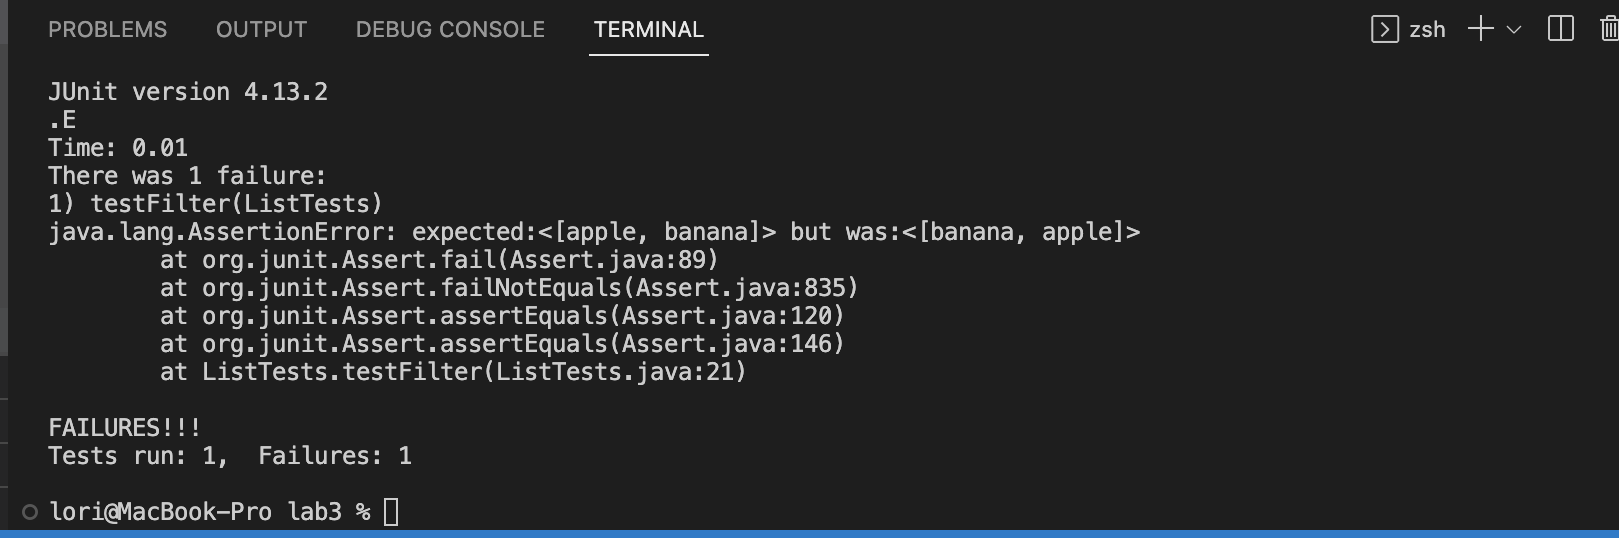 PROBLEMS OUTPUT DEBUG CONSOLE TERMINAL zsh
JUnit version 4.13.2
.E
Time: 0.01
There was 1 failure:
1) testFilter(ListTests)
java.lang.AssertionError: expected:<[apple, banana]> but was:<[banana, apple]>
        at org.junit.Assert.fail(Assert.java:89)
        at org.junit.Assert.failNotEquals(Assert.java:835)
        at org.junit.Assert.assertEquals(Assert.java:120)
        at org.junit.Assert.assertEquals(Assert.java:146)
        at ListTests.testFilter(ListTests.java:21)
FAILURES!!!
Tests run: 1,  Failures: 1
lori@MacBook-Pro lab3 %